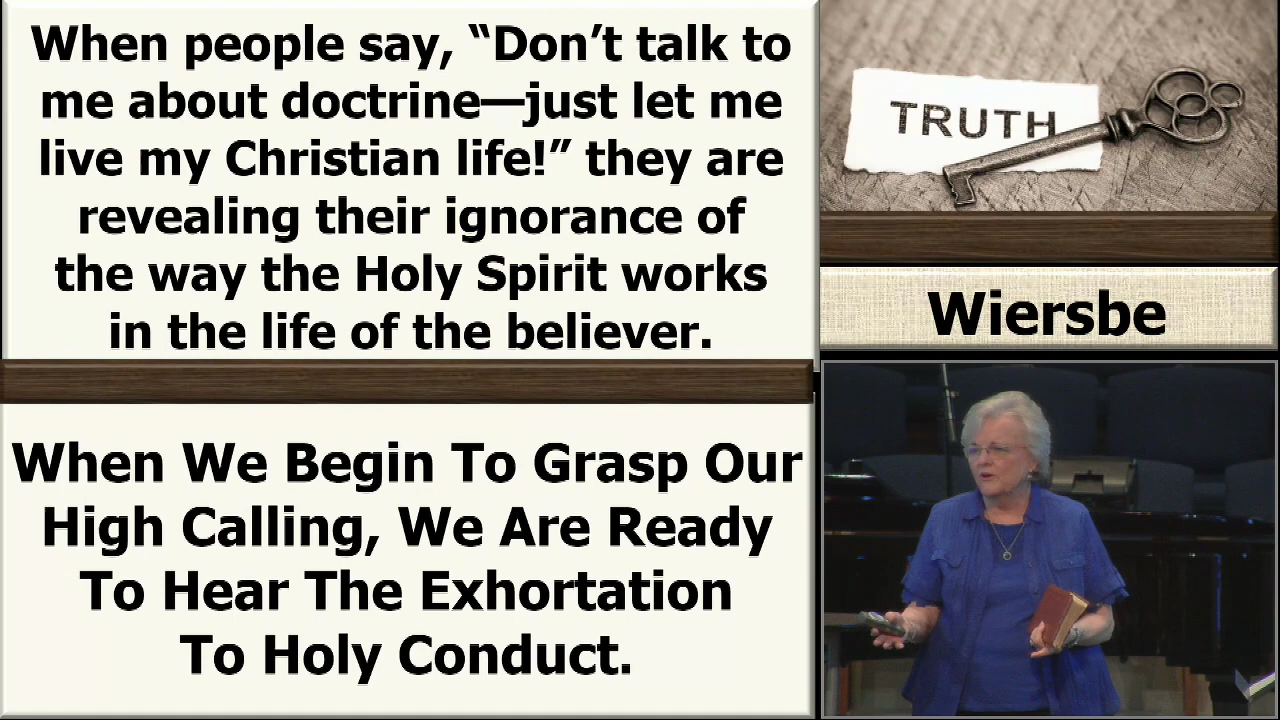 When people say, “Don’t talk to
me about doctrine—just let me
live my Christian life!” they are
revealing their ignorance of
the way the Holy Spirit works
in the life of the believer.
When We Begin To Grasp Our
High Calling, We Are Ready
To Hear The Exhortation
To Holy Conduct.
TRUTH
Wiersbe